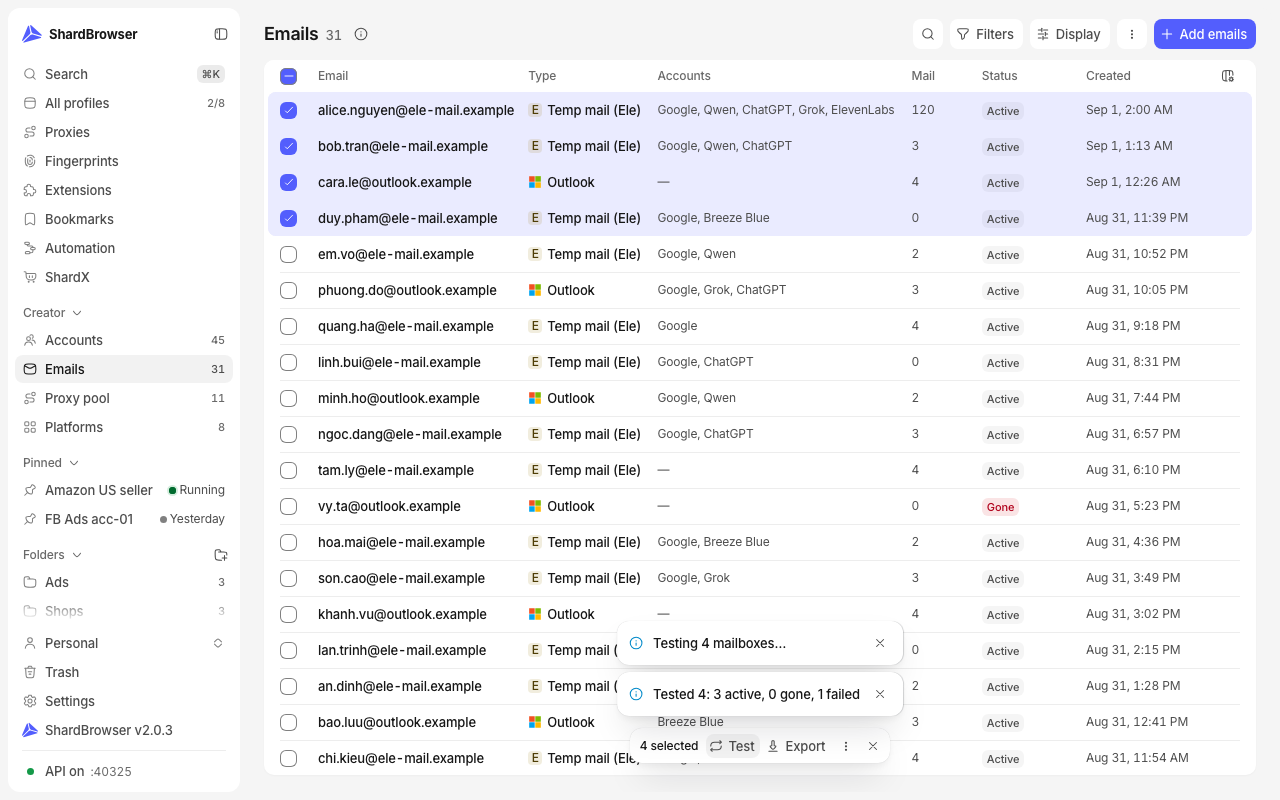 ShardBrowser
Search ⌘K
All profiles 2/8
Proxies
Fingerprints
Extensions
Bookmarks
Automation
ShardX
Creator
Accounts 45
Emails 31
Proxy pool 11
Platforms 8
Pinned
Amazon US seller Running
FB Ads acc-01 Yesterday
Folders
Ads 3
Shops 3
Personal
Trash
Settings
ShardBrowser v2.0.3
API on :40325
Emails 31
Filters
Display
Add emails
Email Type Accounts Mail Status Created
alice.nguyen@ele-mail.example E Temp mail (Ele) Google, Qwen, ChatGPT, Grok, ElevenLabs 120 Active Sep 1, 2:00 AM
bob.tran@ele-mail.example E Temp mail (Ele) Google, Qwen, ChatGPT 3 Active Sep 1, 1:13 AM
cara.le@outlook.example Outlook — 4 Active Sep 1, 12:26 AM
duy.pham@ele-mail.example E Temp mail (Ele) Google, Breeze Blue 0 Active Aug 31, 11:39 PM
em.vo@ele-mail.example E Temp mail (Ele) Google, Qwen 2 Active Aug 31, 10:52 PM
phuong.do@outlook.example Outlook Google, Grok, ChatGPT 3 Active Aug 31, 10:05 PM
quang.ha@ele-mail.example E Temp mail (Ele) Google 4 Active Aug 31, 9:18 PM
linh.bui@ele-mail.example E Temp mail (Ele) Google, ChatGPT 0 Active Aug 31, 8:31 PM
minh.ho@outlook.example Outlook Google, Qwen 2 Active Aug 31, 7:44 PM
ngoc.dang@ele-mail.example E Temp mail (Ele) Google, ChatGPT 3 Active Aug 31, 6:57 PM
tam.ly@ele-mail.example E Temp mail (Ele) — 4 Active Aug 31, 6:10 PM
vy.ta@outlook.example Outlook — 0 Gone Aug 31, 5:23 PM
hoa.mai@ele-mail.example E Temp mail (Ele) Google, Breeze Blue 2 Active Aug 31, 4:36 PM
son.cao@ele-mail.example E Temp mail (Ele) Google, Grok 3 Active Aug 31, 3:49 PM
khanh.vu@outlook.example Outlook — 4 Active Aug 31, 3:02 PM
lan.trinh@ele-mail.example E Temp mail 0 Active Aug 31, 2:15 PM
an.dinh@ele-mail.example E Temp mail 2 Active Aug 31, 1:28 PM
bao.luu@outlook.example Outlook Breeze Blue 3 Active Aug 31, 12:41 PM
chi.kieu@ele-mail.example E Temp mail (Ele) 4 Active Aug 31, 11:54 AM
Testing 4 mailboxes…
Tested 4: 3 active, 0 gone, 1 failed
4 selected Test Export